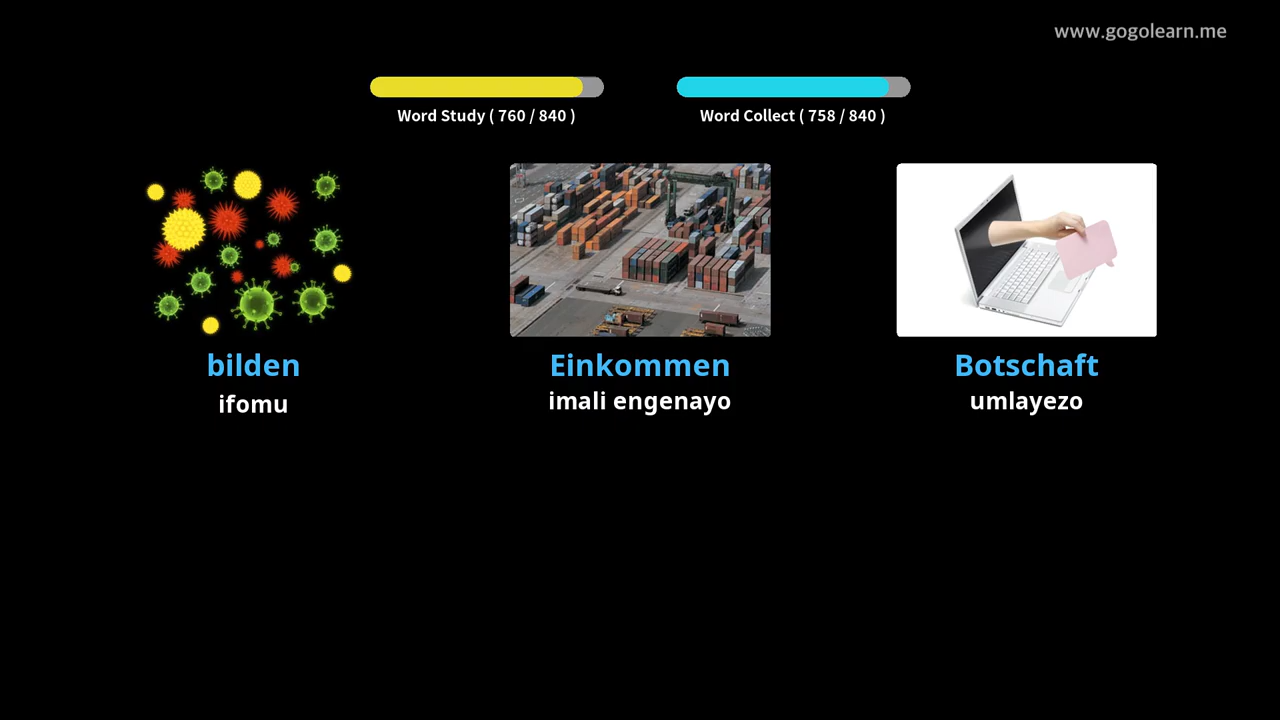 www.gogolearn.me
Word Study ( 760 / 840 )
Word Collect ( 758 / 840 )
bilden
ifomu
Einkommen
imali engenayo
Botschaft
umlayezo